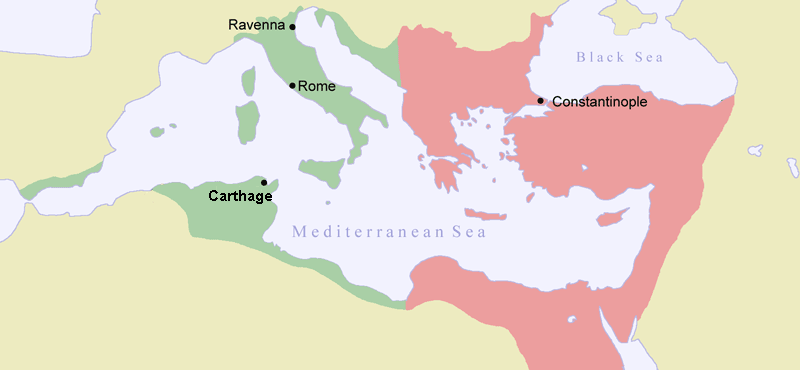 Ravenna
Black Sea
Rome
Constantinople
Carthage
Mediterranean Sea